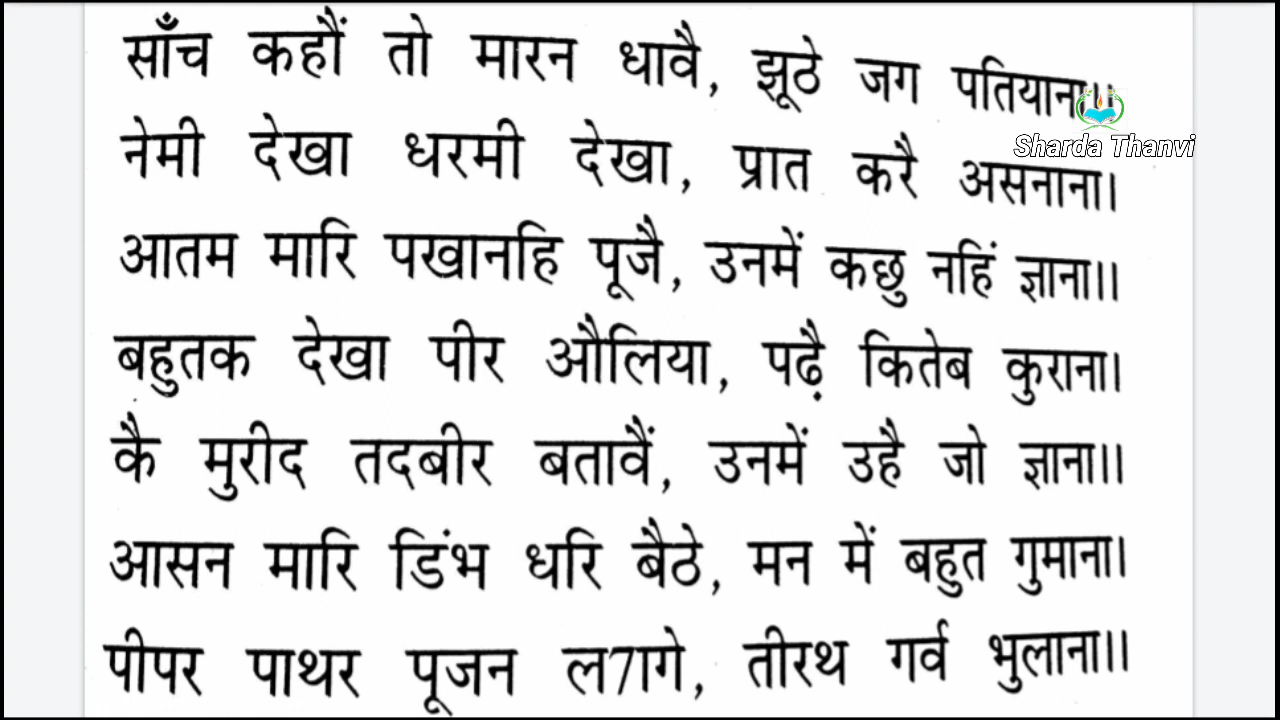 साँच कहौं तो मारन धावै, झूठे जग पतियाना।।
Sharda Thanvi
नेमी देखा धरमी देखा, प्रात करै असनाना।
आतम मारि पखानहि पूजै, उनमें कछु नहिं ज्ञाना।।
बहुतक देखा पीर औलिया, पढ़ै कितेब कुराना।
कै मुरीद तदबीर बतावैं, उनमें उहै जो ज्ञाना।।
आसन मारि डिंभ धरि बैठे, मन में बहुत गुमाना।
पीपर पाथर पूजन ल7ागे, तीरथ गर्व भुलाना।।